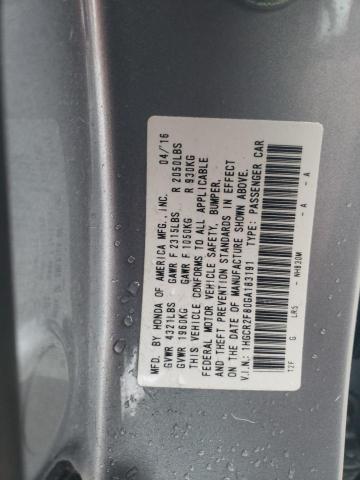 MFD. BY HONDA OF AMERICA MFG., INC. 04/16
GVWR 4321LBS GAWR F 2315LBS R 2050LBS
GVWR 1960KG GAWR F 1050KG R 930KG
THIS VEHICLE CONFORMS TO ALL APPLICABLE
FEDERAL MOTOR VEHICLE SAFETY, BUMPER,
AND THEFT PREVENTION STANDARDS IN EFFECT
ON THE DATE OF MANUFACTURE SHOWN ABOVE.
V.I.N.: 1HGCR2F80GA183191 TYPE: PASSENGER CAR
T2F G LR5 - NH830M - A - A